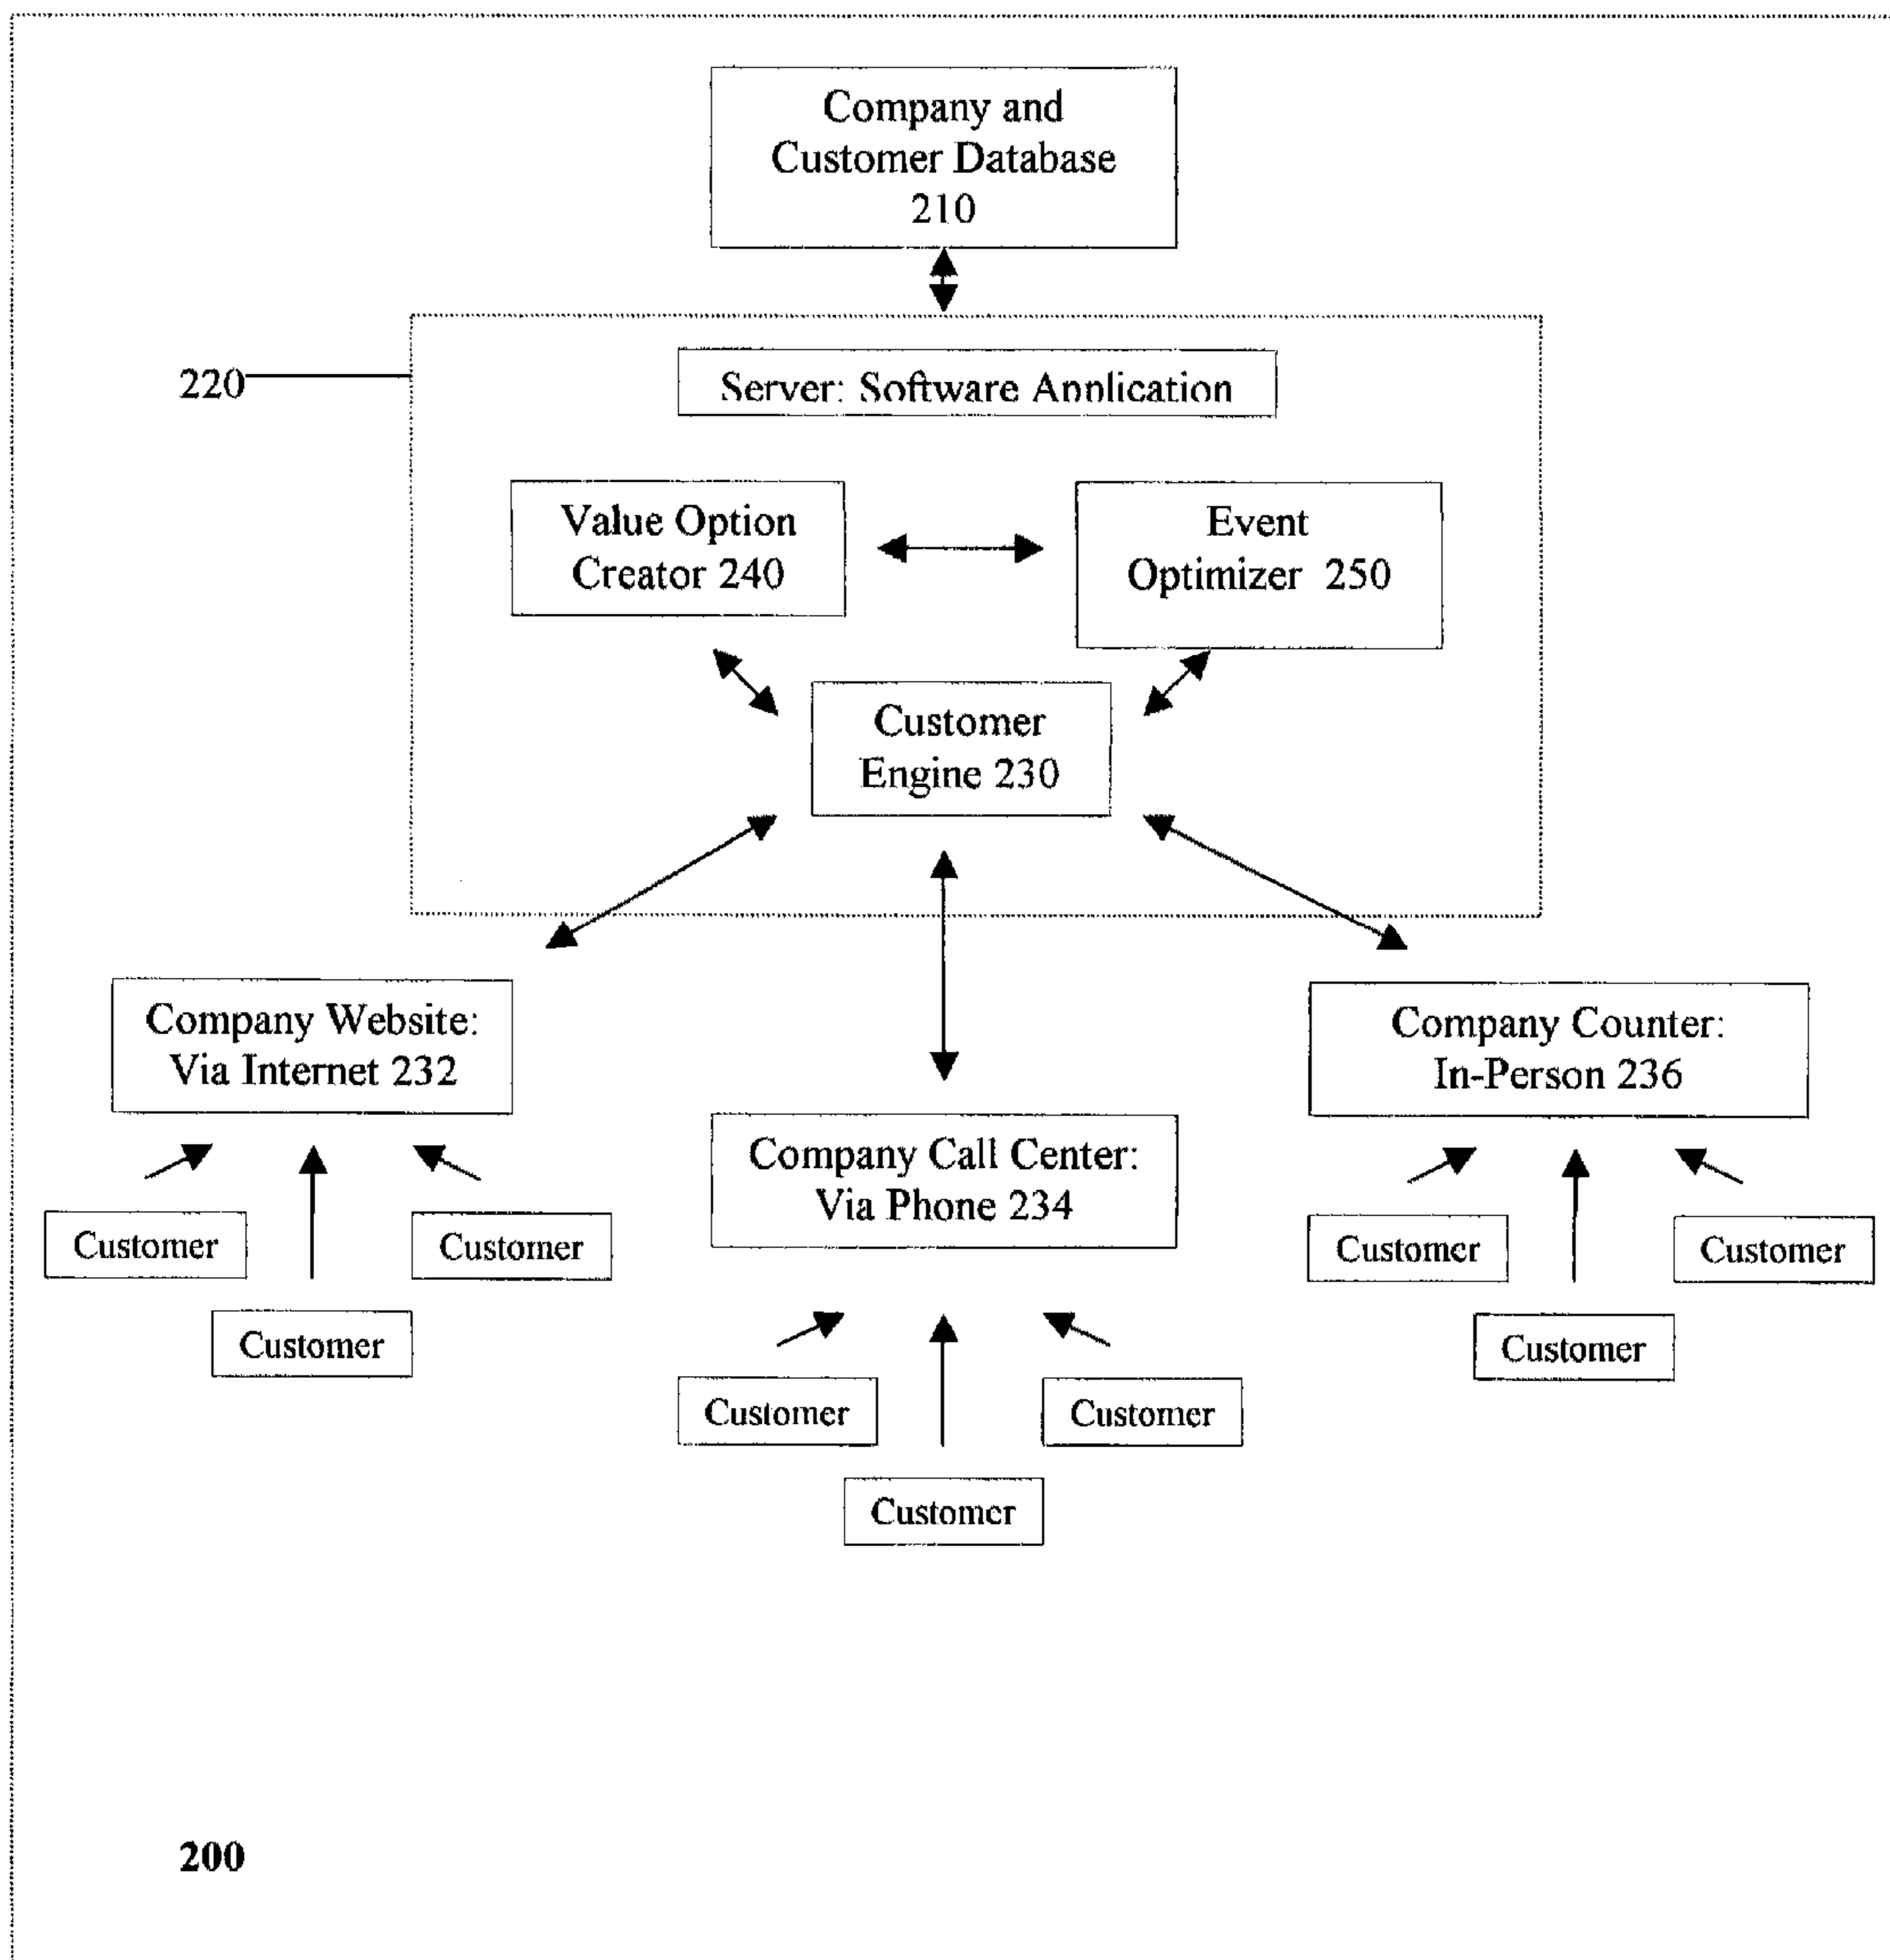 Company and
Customer Database
210
220
Server: Software Application
Value Option
Creator 240
Event
Optimizer 250
Customer
Engine 230
Company Website:
Via Internet 232
Company Counter:
In-Person 236
Company Call Center:
Via Phone 234
Customer
Customer
Customer
Customer
Customer
Customer
Customer
Customer
Customer
200